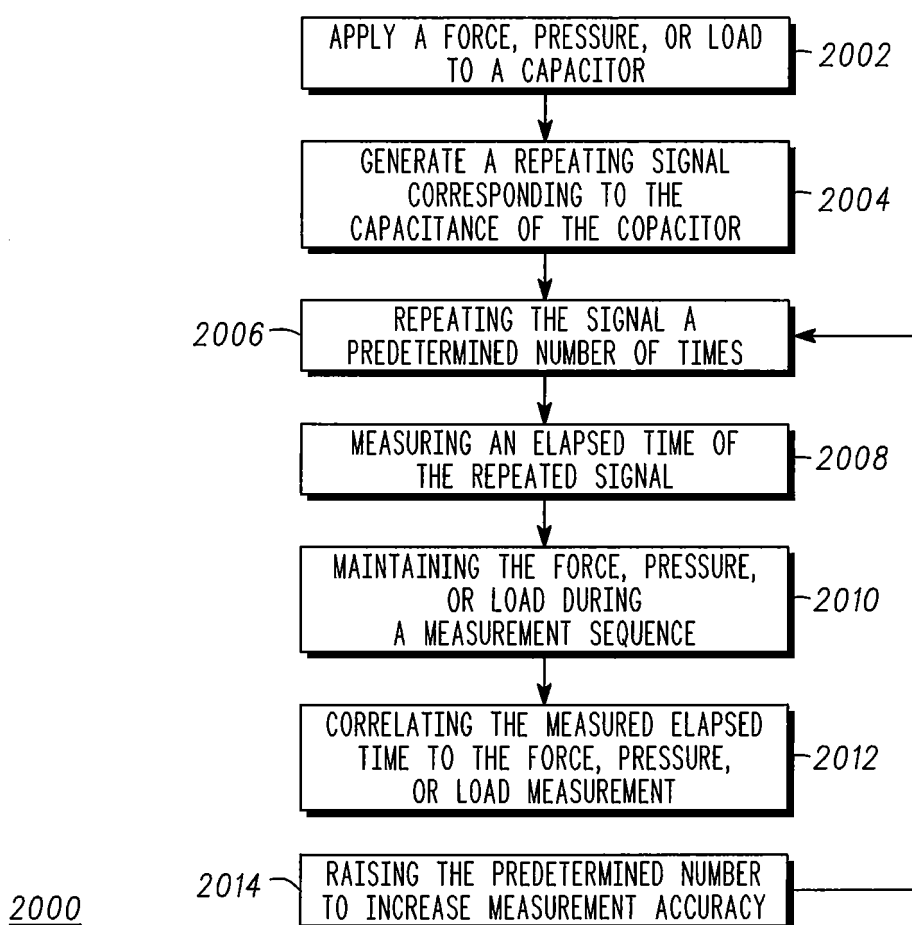 APPLY A FORCE, PRESSURE, OR LOAD
TO A CAPACITOR
2002
GENERATE A REPEATING SIGNAL
CORRESPONDING TO THE
CAPACITANCE OF THE COPACITOR
2004
2006
REPEATING THE SIGNAL A
PREDETERMINED NUMBER OF TIMES
MEASURING AN ELAPSED TIME OF
THE REPEATED SIGNAL
2008
MAINTAINING THE FORCE, PRESSURE,
OR LOAD DURING
A MEASUREMENT SEQUENCE
2010
CORRELATING THE MEASURED ELAPSED
TIME TO THE FORCE, PRESSURE,
OR LOAD MEASUREMENT
2012
2014
RAISING THE PREDETERMINED NUMBER
TO INCREASE MEASUREMENT ACCURACY
2000